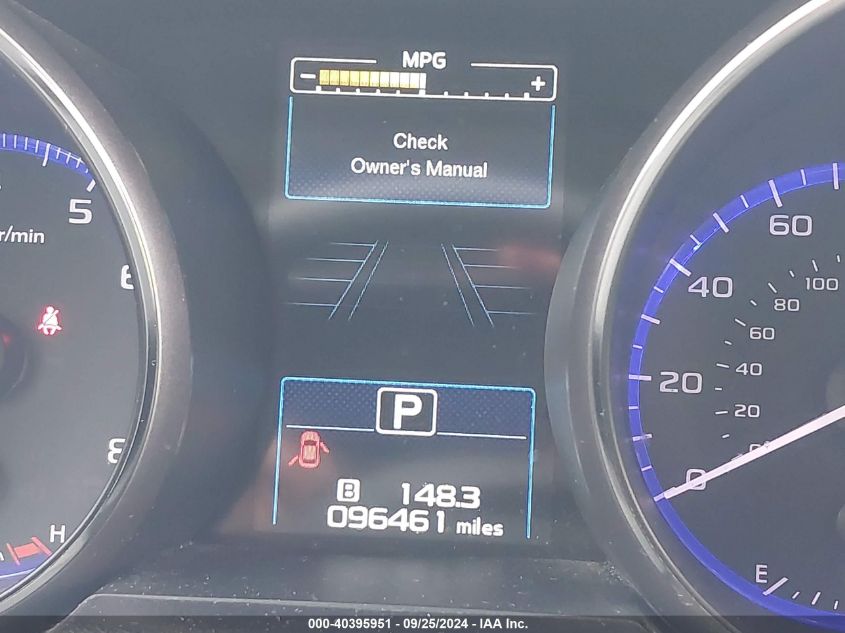 MPG
- +
Check
Owner's Manual
5
r/min
6
8
H
P
B 148.3
096461 miles
60
40
20
0
100
80
60
40
20
E
000-40395951 - 09/25/2024 - IAA Inc.